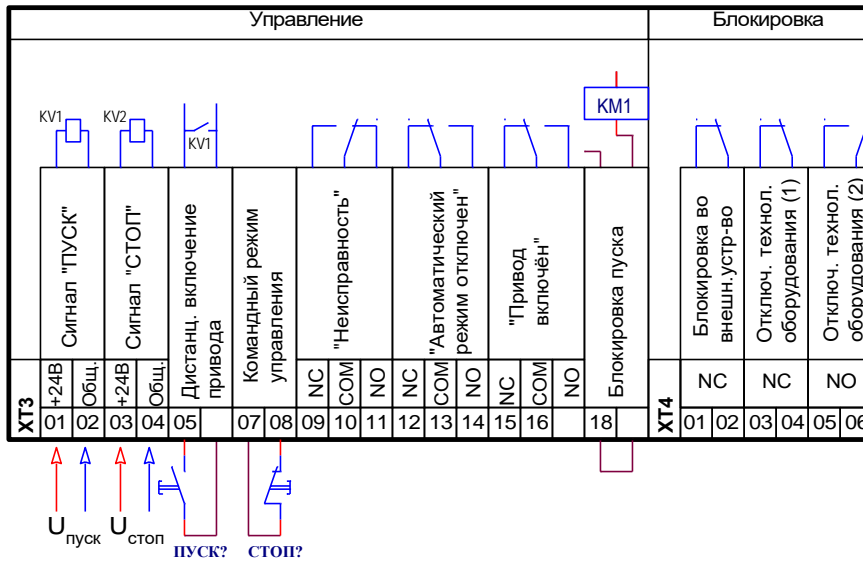 Управление
Блокировка
KV1
KV2
KV1
KM1
Сигнал "ПУСК"
Сигнал "СТОП"
Дистанц. включение
привода
Командный режим
управления
"Неисправность"
"Автоматический
режим отключен"
"Привод
включён"
Блокировка пуска
Блокировка во
внешн.устр-во
Отключ. технол.
оборудования (1)
Отключ. технол.
оборудования (2)
XT3
+24В
Общ.
+24В
Общ.
NC
COM
NO
NC
COM
NO
NC
COM
NO
XT4
NC
NC
NO
01 02 03 04 05 07 08 09 10 11 12 13 14 15 16 18
01 02 03 04 05 06
Uпуск
Uстоп
ПУСК?
СТОП?